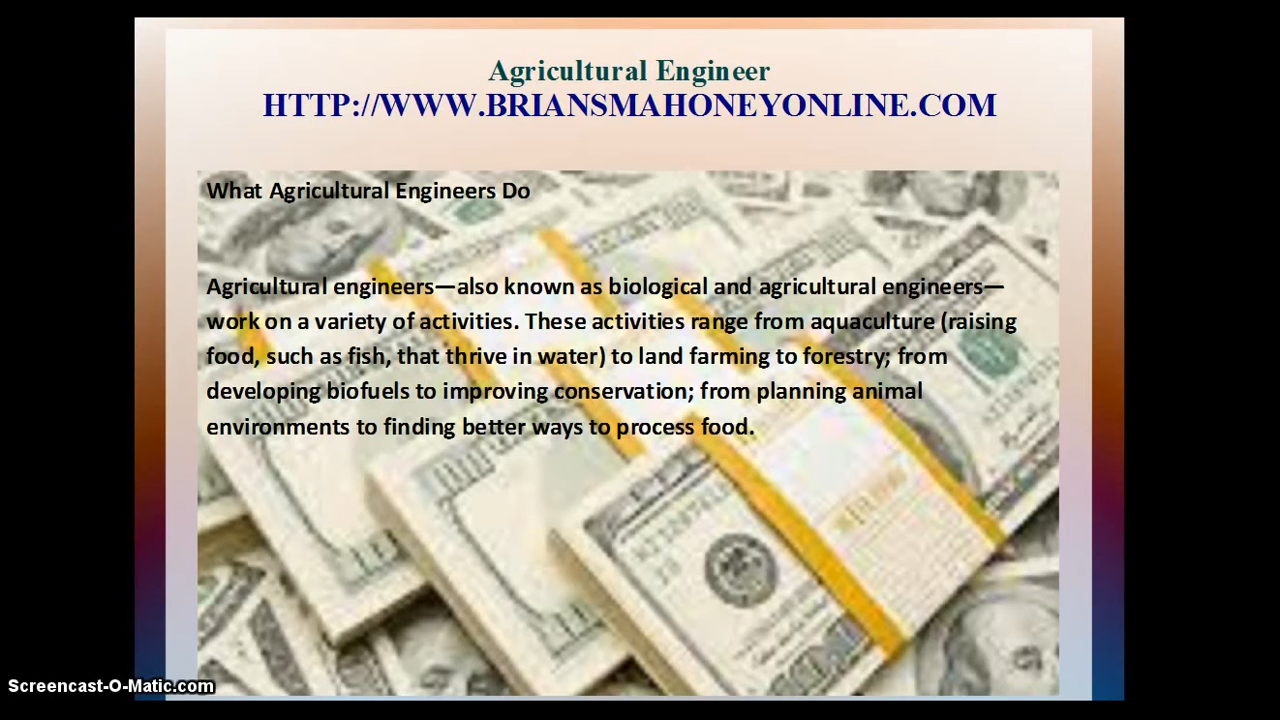 Agricultural Engineer
HTTP://WWW.BRIANSMAHONEYONLINE.COM
What Agricultural Engineers Do
Agricultural engineers—also known as biological and agricultural engineers—
work on a variety of activities. These activities range from aquaculture (raising
food, such as fish, that thrive in water) to land farming to forestry; from
developing biofuels to improving conservation; from planning animal
environments to finding better ways to process food.
Screencast-O-Matic.com